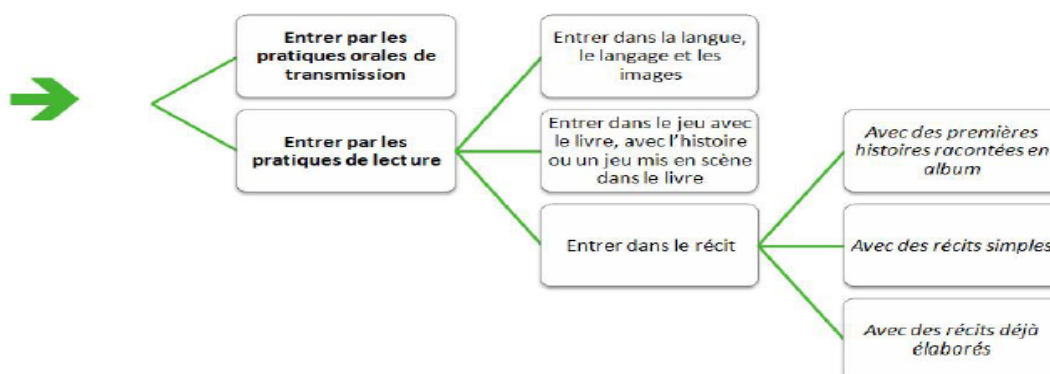 Entrer par les
pratiques orales de
transmission
Entrer par les
pratiques de lecture
Entrer dans la langue,
le langage et les
images
Entrer dans le jeu avec
le livre, avec l'histoire
ou un jeu mis en scène
dans le livre
Entrer dans le récit
Avec des premières
histoires racontées en
album
Avec des récits simples
Avec des récits déjà
élaborés